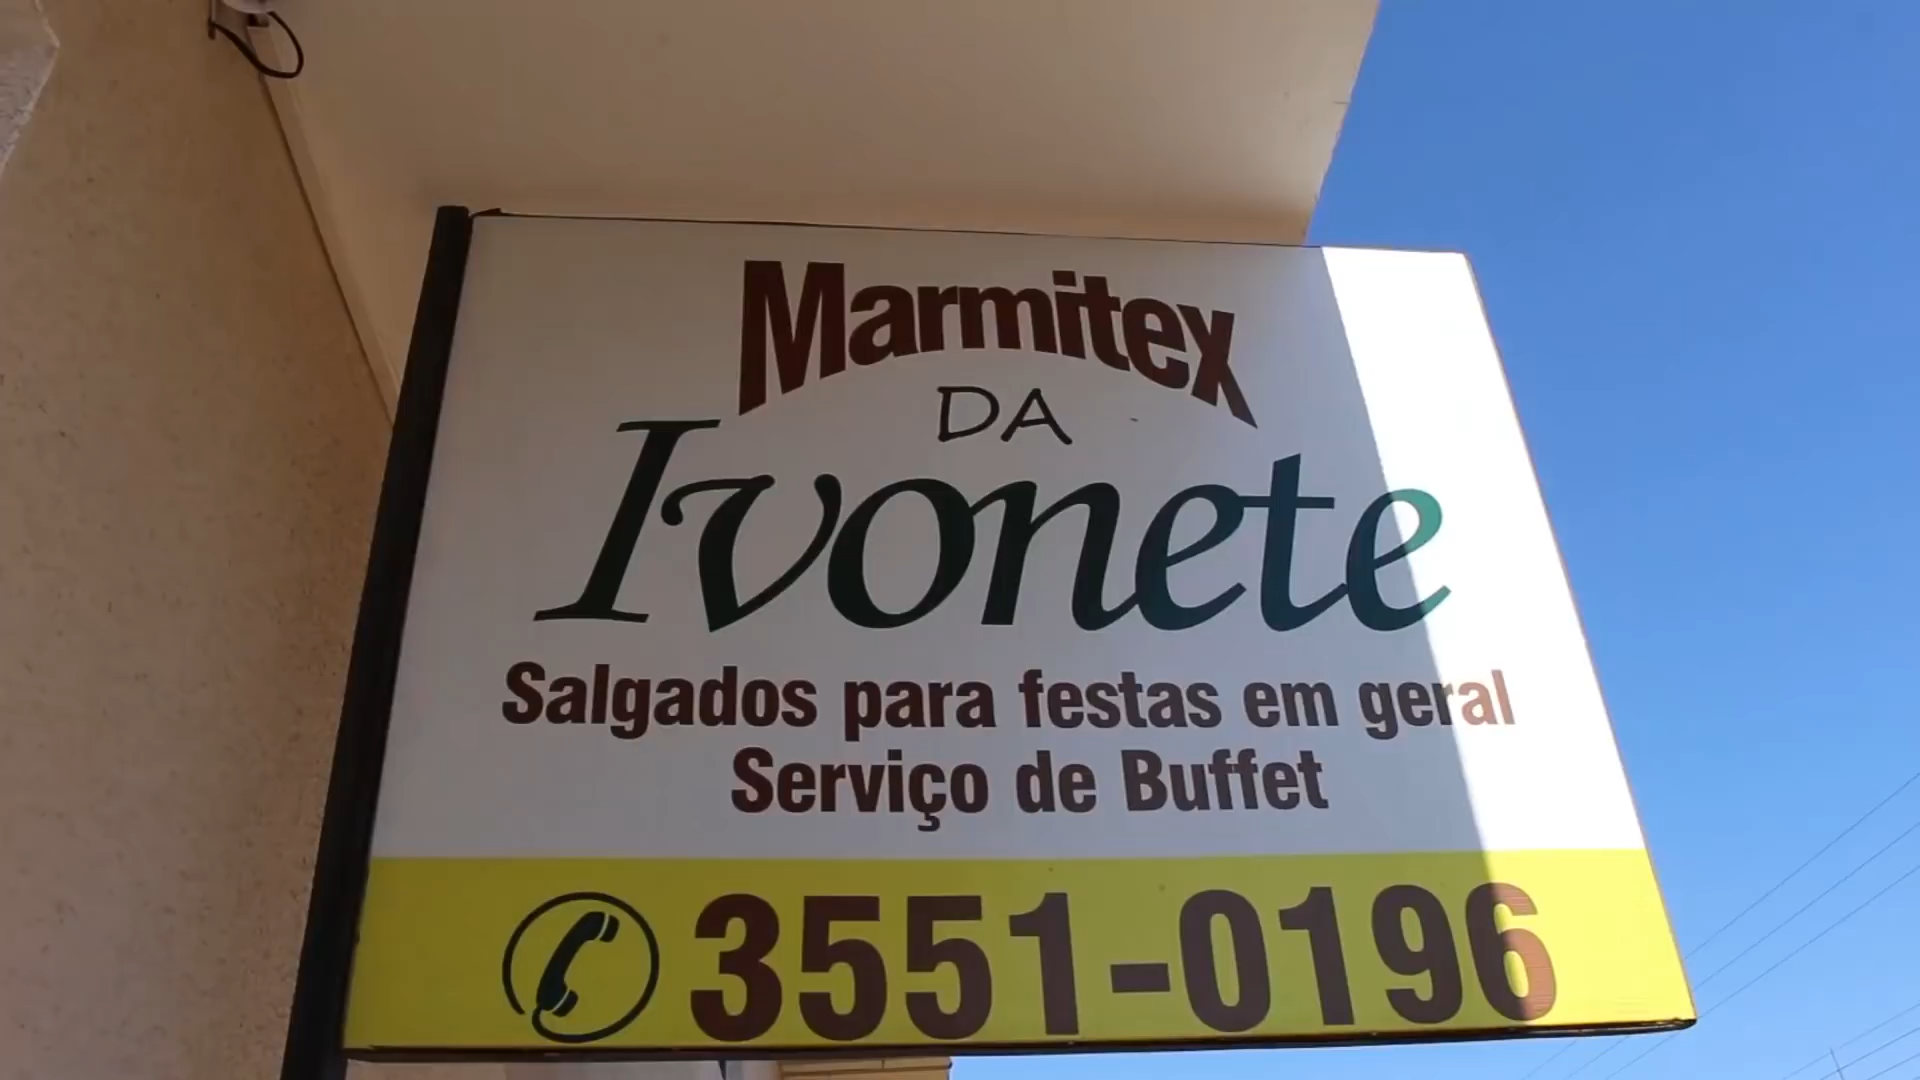 Marmitex
DA
Ivonete
Salgados para festas em geral
Serviço de Buffet
3551-0196